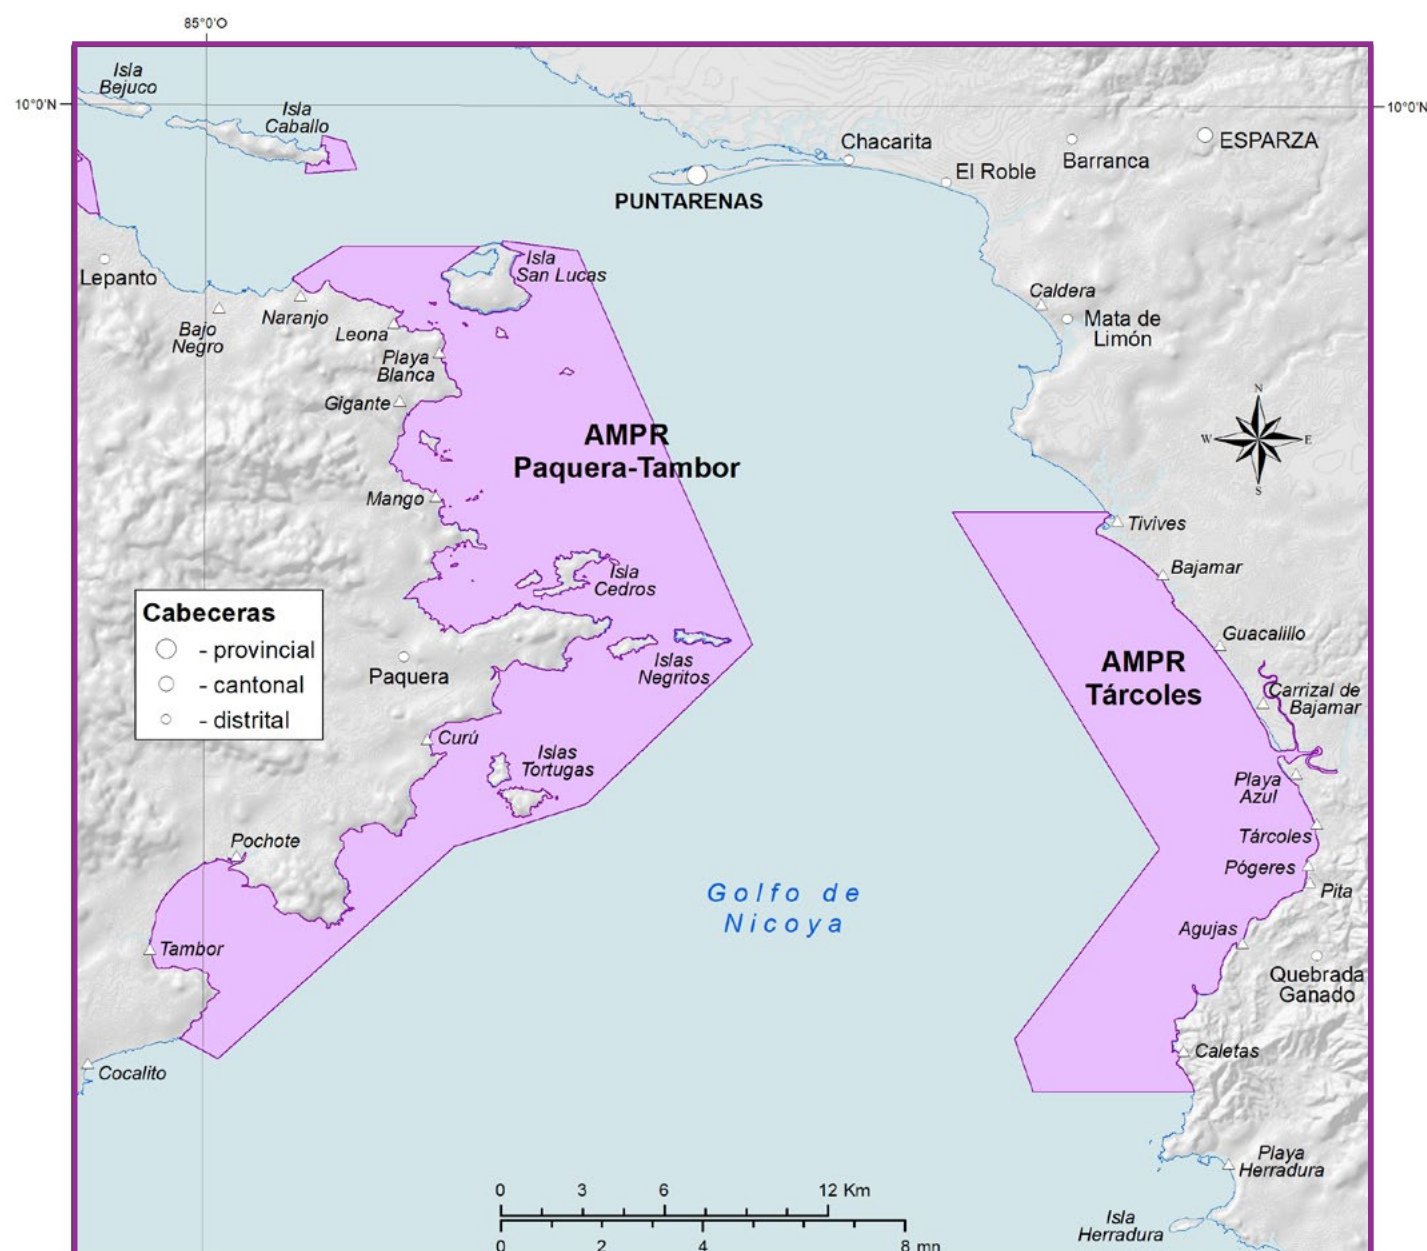 85°0'O
10°0'N
10°0'N
Isla
Bejuco
Isla
Caballo
Chacarita
El Roble
Barranca
ESPARZA
PUNTARENAS
Lepanto
Bajo
Negro
Naranjo
Leona
Playa
Blanca
Gigante
Mango
Isla
San Lucas
AMPR
Paquera-Tambor
Caldera
Mata de
Limón
N
W
E
S
Tivives
Bajamar
Guacalillo
Carrizal de
Bajamar
AMPR
Tárcoles
Isla
Cedros
Islas
Negritos
Cabeceras
- provincial
- cantonal
- distrital
Paquera
Curú
Islas
Tortugas
Pochote
Tambor
Cocalito
Golfo de
Nicoya
Playa
Azul
Tárcoles
Pógeres
Pita
Agujas
Quebrada
Ganado
Caletas
Playa
Herradura
Isla
Herradura
0 3 6 12 Km
0 2 4 8 mn